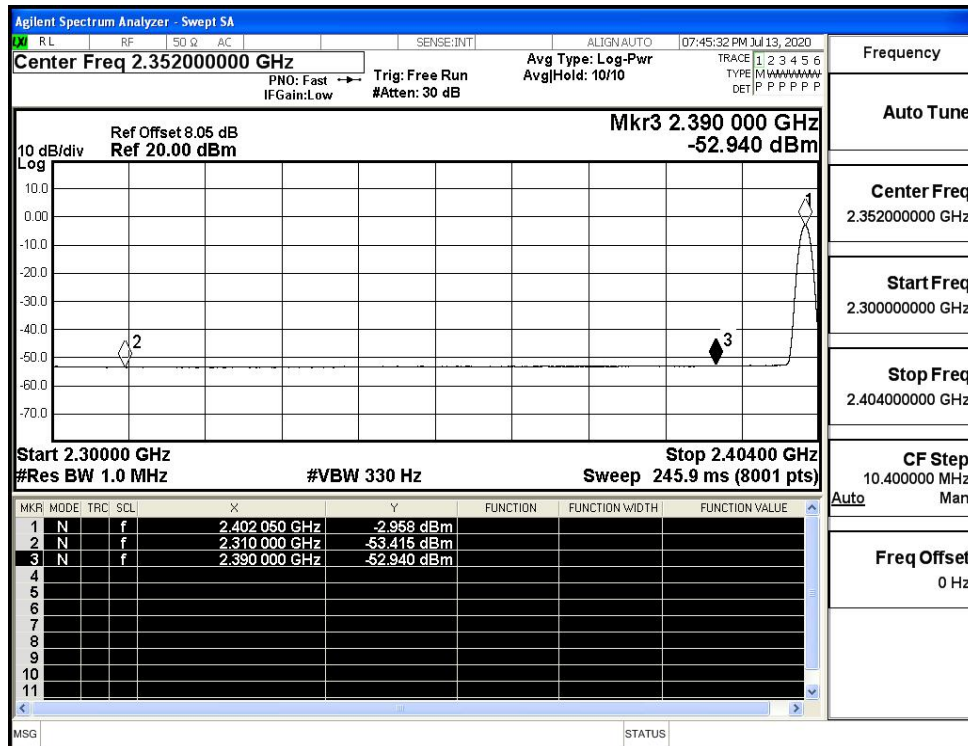 Agilent Spectrum Analyzer - Swept SA
LXI RL RF 50 Ω AC SENSE:INT ALIGN AUTO 07:45:32 PM Jul 13, 2020
Center Freq 2.352000000 GHz
PNO: Fast
IFGain:Low
Trig: Free Run
#Atten: 30 dB
Avg Type: Log-Pwr
Avg|Hold: 10/10
TRACE 1 2 3 4 5 6
TYPE M WWWWW
DET P P P P P P
Mkr3 2.390 000 GHz
-52.940 dBm
Ref Offset 8.05 dB
10 dB/div Ref 20.00 dBm
Log
10.0
0.00
-10.0
-20.0
-30.0
-40.0
-50.0
-60.0
-70.0
1
2
3
Start 2.30000 GHz Stop 2.40400 GHz
#Res BW 1.0 MHz #VBW 330 Hz Sweep 245.9 ms (8001 pts)
MKR MODE TRC SCL X Y FUNCTION FUNCTION WIDTH FUNCTION VALUE
1 N f 2.402 050 GHz -2.958 dBm
2 N f 2.310 000 GHz -53.415 dBm
3 N f 2.390 000 GHz -52.940 dBm
4
5
6
7
8
9
10
11
MSG STATUS
Frequency
Auto Tune
Center Freq
2.352000000 GHz
Start Freq
2.300000000 GHz
Stop Freq
2.404000000 GHz
CF Step
10.400000 MHz
Auto Man
Freq Offset
0 Hz